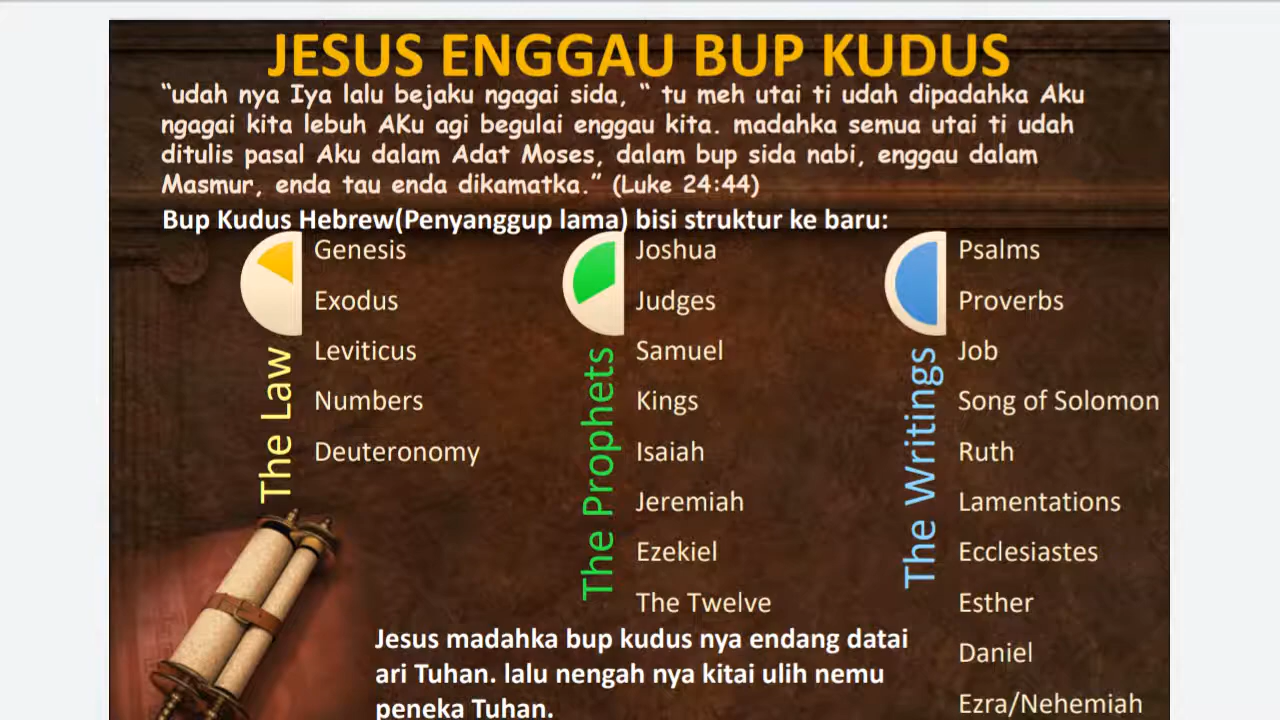 JESUS ENGGAU BUP KUDUS
“udah nya Iya lalu bejaku ngagai sida, “ tu meh utai ti udah dipadahka Aku
ngagai kita lebuh AKu agi begulai enggau kita. madahka semua utai ti udah
ditulis pasal Aku dalam Adat Moses, dalam bup sida nabi, enggau dalam
Masmur, enda tau enda dikamatka.” (Luke 24:44)
Bup Kudus Hebrew(Penyanggup lama) bisi struktur ke baru:
The Law
Genesis
Exodus
Leviticus
Numbers
Deuteronomy
The Prophets
Joshua
Judges
Samuel
Kings
Isaiah
Jeremiah
Ezekiel
The Twelve
The Writings
Psalms
Proverbs
Job
Song of Solomon
Ruth
Lamentations
Ecclesiastes
Esther
Daniel
Ezra/Nehemiah
Jesus madahka bup kudus nya endang datai
ari Tuhan. lalu nengah nya kitai ulih nemu
peneka Tuhan.